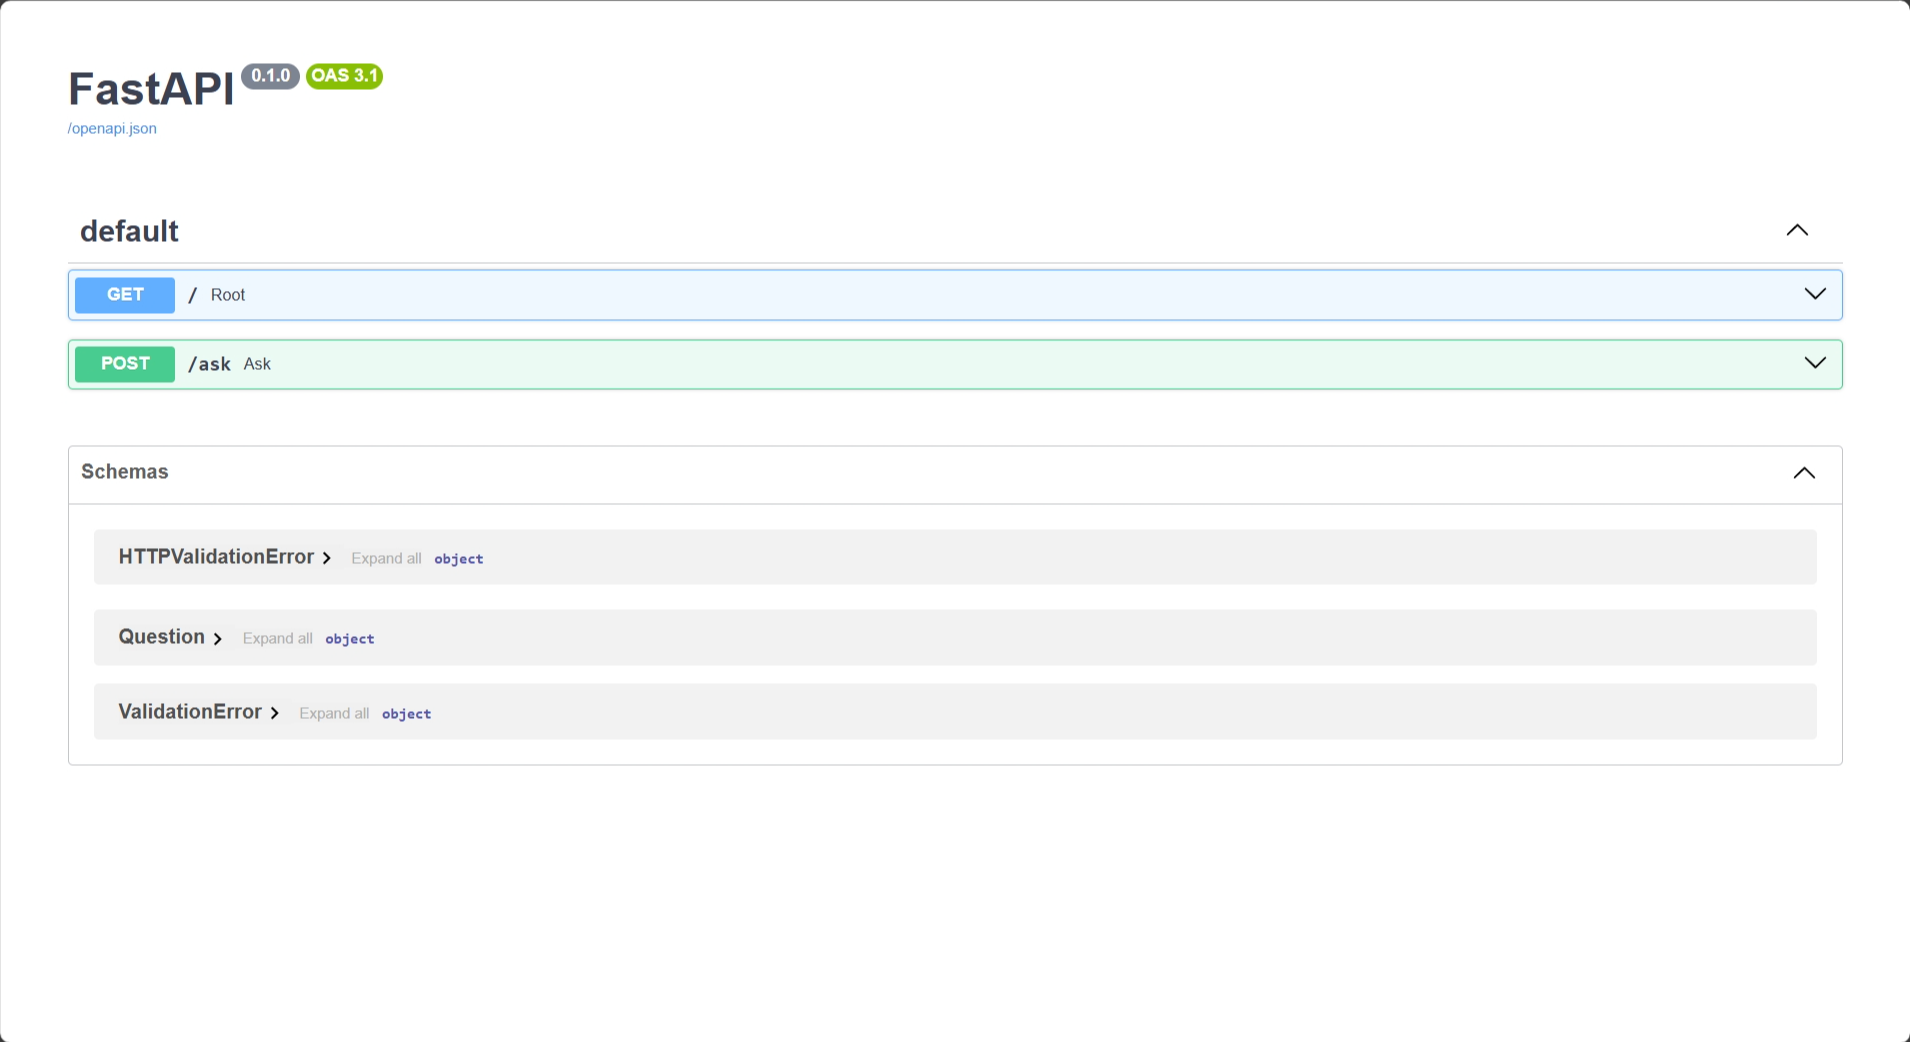 FastAPI 0.1.0 OAS 3.1
/openapi.json
default
GET / Root
POST /ask Ask
Schemas
HTTPValidationError Expand all object
Question Expand all object
ValidationError Expand all object